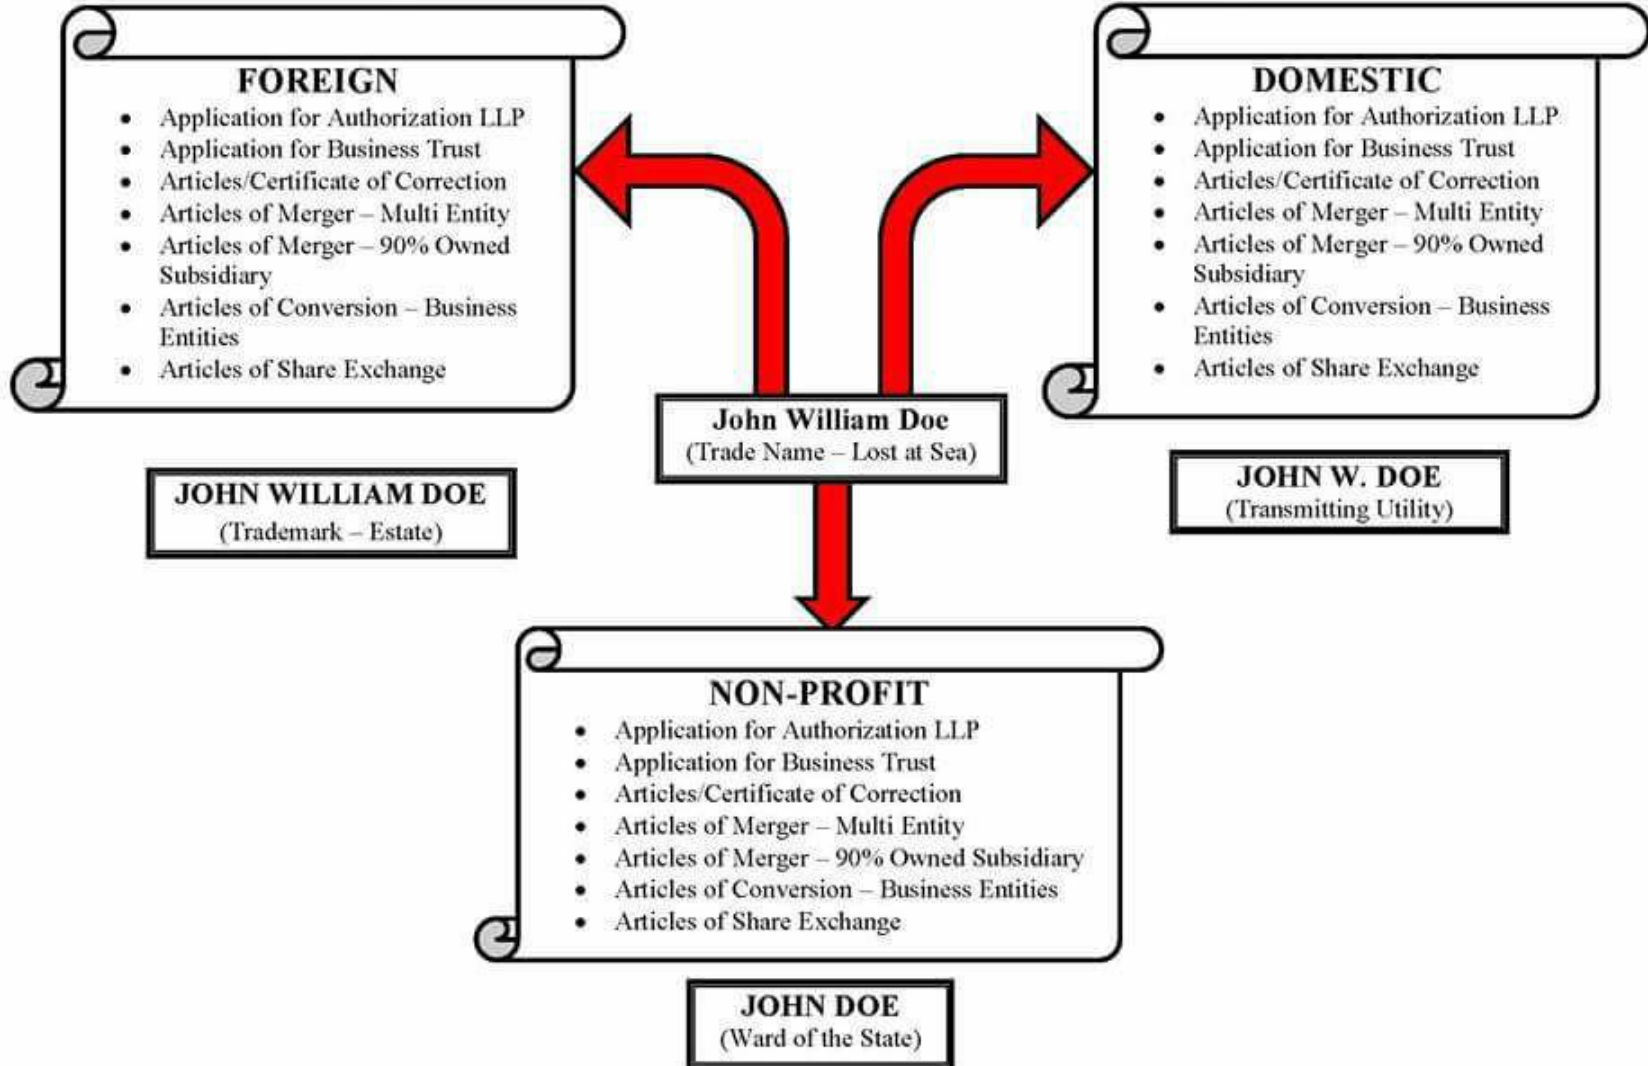 FOREIGN
• Application for Authorization LLP
• Application for Business Trust
• Articles/Certificate of Correction
• Articles of Merger – Multi Entity
• Articles of Merger – 90% Owned
Subsidiary
• Articles of Conversion – Business
Entities
• Articles of Share Exchange
JOHN WILLIAM DOE
(Trademark – Estate)
John William Doe
(Trade Name – Lost at Sea)
DOMESTIC
• Application for Authorization LLP
• Application for Business Trust
• Articles/Certificate of Correction
• Articles of Merger – Multi Entity
• Articles of Merger – 90% Owned
Subsidiary
• Articles of Conversion – Business
Entities
• Articles of Share Exchange
JOHN W. DOE
(Transmitting Utility)
NON-PROFIT
• Application for Authorization LLP
• Application for Business Trust
• Articles/Certificate of Correction
• Articles of Merger – Multi Entity
• Articles of Merger – 90% Owned Subsidiary
• Articles of Conversion – Business Entities
• Articles of Share Exchange
JOHN DOE
(Ward of the State)